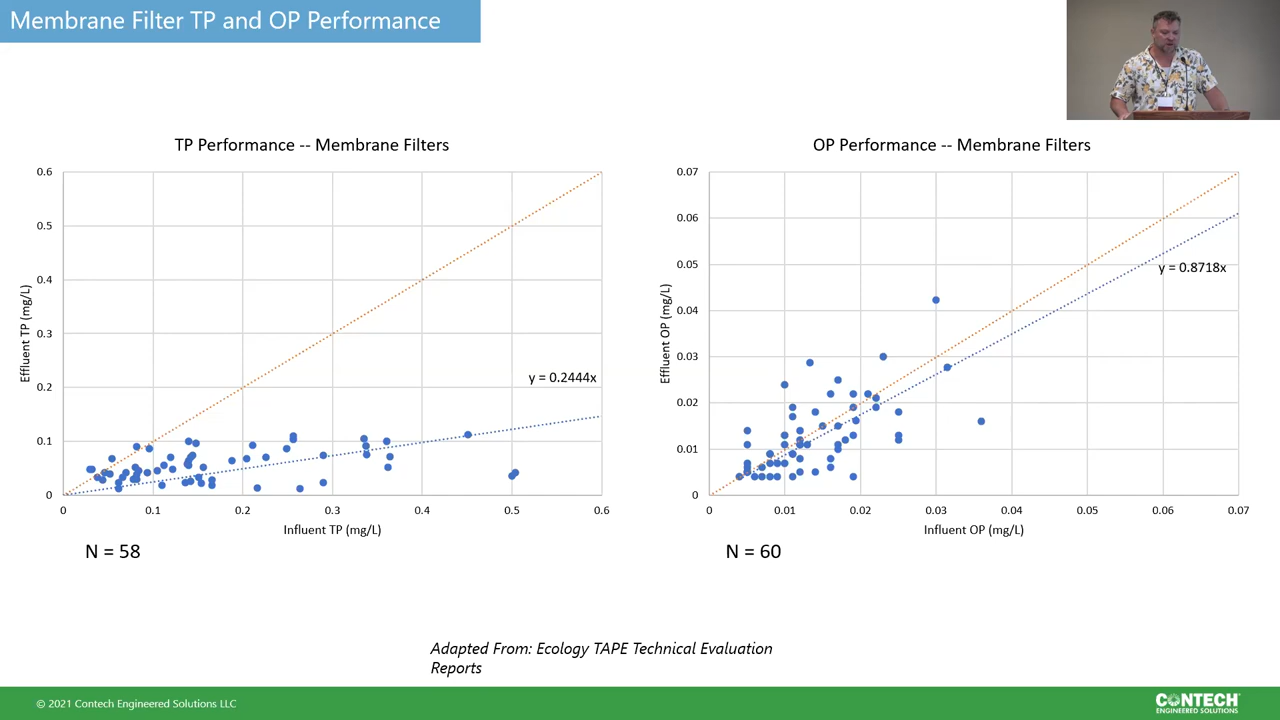 Membrane Filter TP and OP Performance
TP Performance -- Membrane Filters
Effluent TP (mg/L)
0.6
0.5
0.4
0.3
0.2
0.1
0
y = 0.2444x
0 0.1 0.2 0.3 0.4 0.5 0.6
Influent TP (mg/L)
N = 58
OP Performance -- Membrane Filters
Effluent OP (mg/L)
0.07
0.06
0.05
0.04
0.03
0.02
0.01
0
y = 0.8718x
0 0.01 0.02 0.03 0.04 0.05 0.06 0.07
Influent OP (mg/L)
N = 60
Adapted From: Ecology TAPE Technical Evaluation
Reports
© 2021 Contech Engineered Solutions LLC
CONTECH
ENGINEERED SOLUTIONS